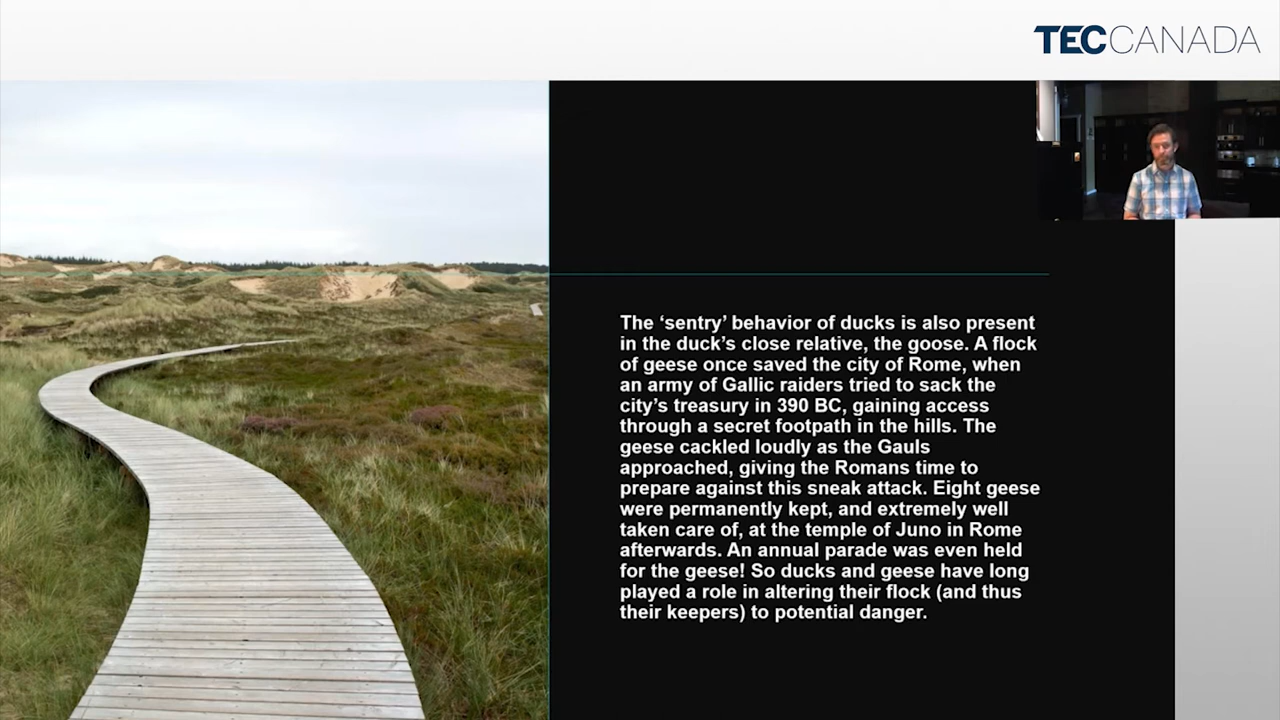 TECCANADA
The ‘sentry’ behavior of ducks is also present
in the duck’s close relative, the goose. A flock
of geese once saved the city of Rome, when
an army of Gallic raiders tried to sack the
city’s treasury in 390 BC, gaining access
through a secret footpath in the hills. The
geese cackled loudly as the Gauls
approached, giving the Romans time to
prepare against this sneak attack. Eight geese
were permanently kept, and extremely well
taken care of, at the temple of Juno in Rome
afterwards. An annual parade was even held
for the geese! So ducks and geese have long
played a role in altering their flock (and thus
their keepers) to potential danger.